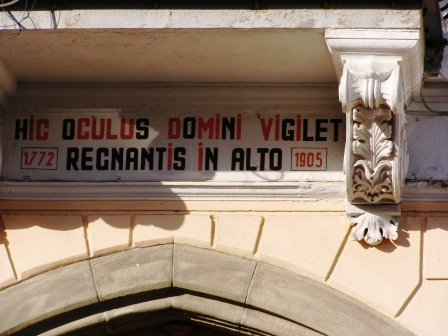 HiC OCULUS DOMiNi ViGiLET
1772 REGNANTiS iN ALTO 1905